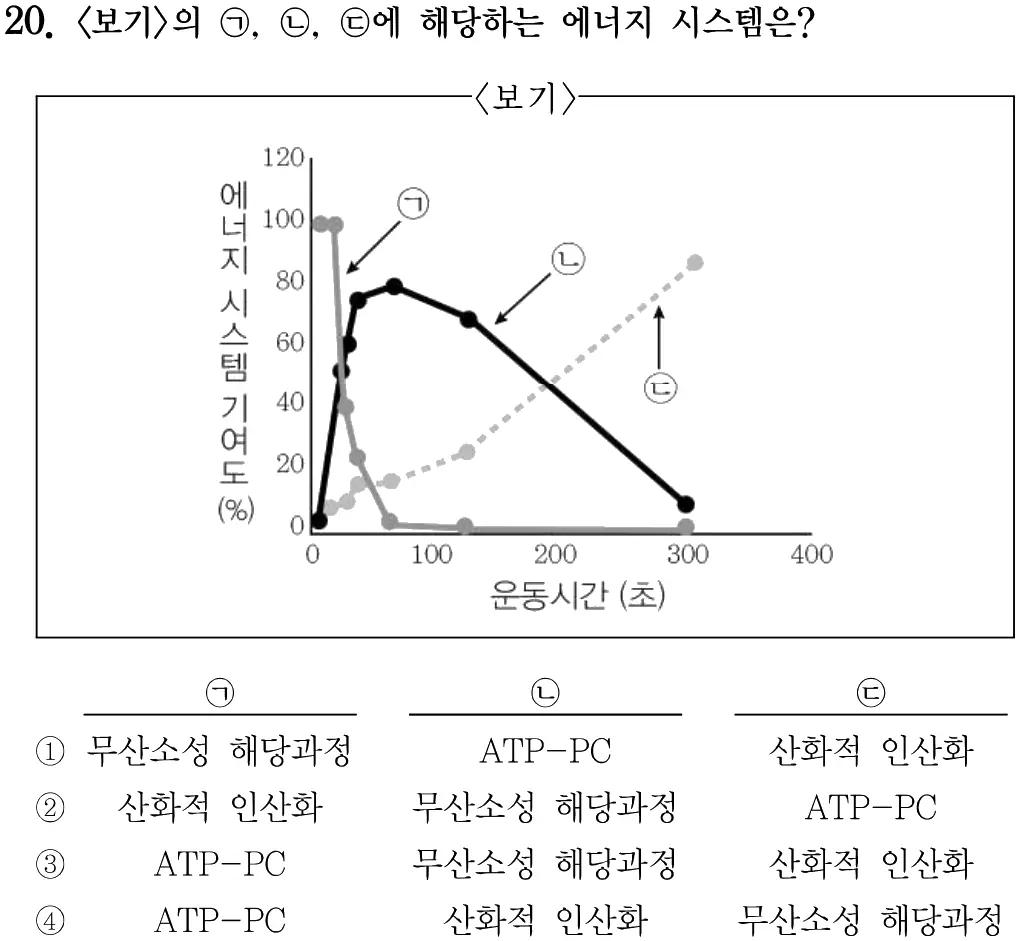 20. 〈보기〉의 ㉠, ㉡, ㉢에 해당하는 에너지 시스템은?
〈보기〉
120
100
80
60
40
20
0
에너지 시스템 기여도 (%)
㉠
㉡
㉢
0 100 200 300 400
운동시간 (초)
㉠ ㉡ ㉢
① 무산소성 해당과정 ATP-PC 산화적 인산화
② 산화적 인산화 무산소성 해당과정 ATP-PC
③ ATP-PC 무산소성 해당과정 산화적 인산화
④ ATP-PC 산화적 인산화 무산소성 해당과정